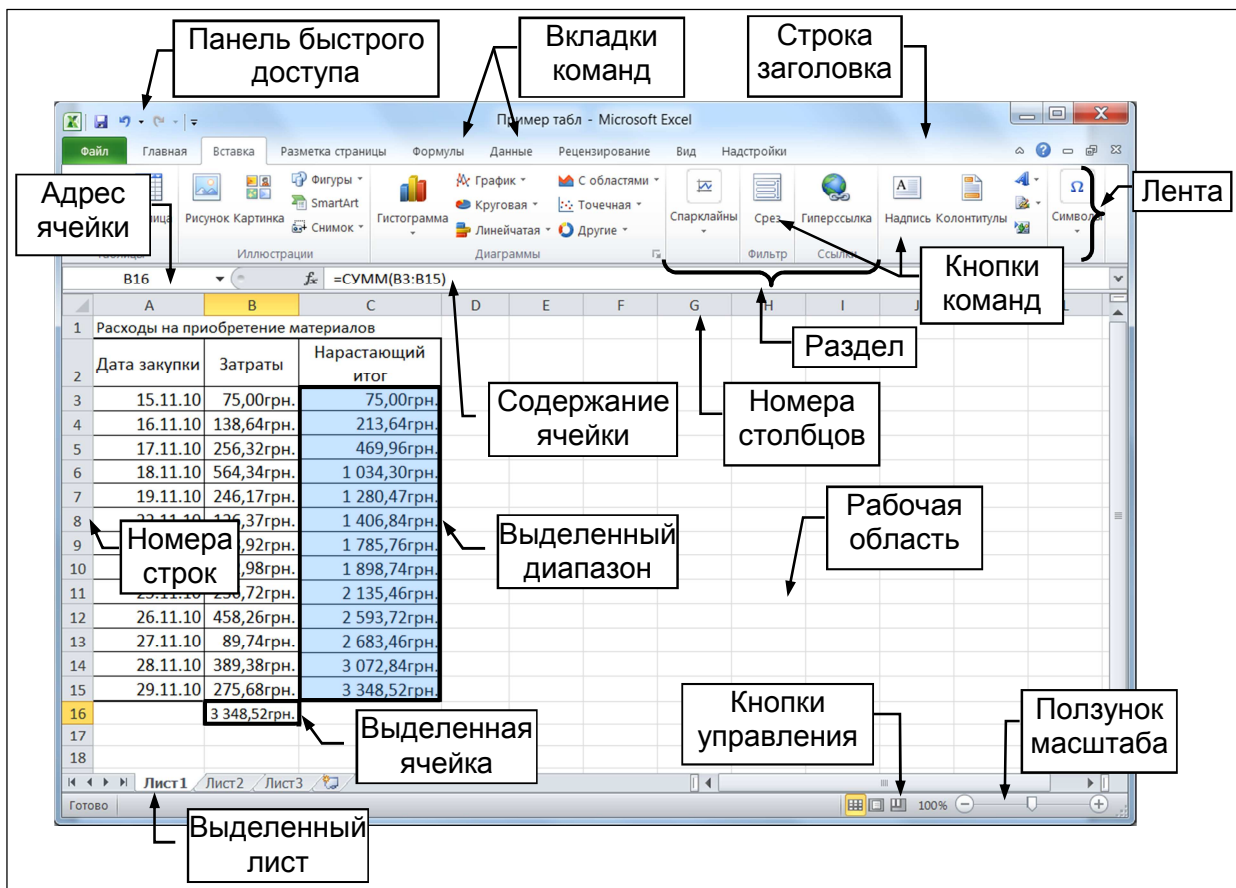 Панель быстрого
доступа
Вкладки
команд
Строка
заголовка
Пример табл - Microsoft Excel
Файл Главная Вставка Разметка страницы Формулы Данные Рецензирование Вид Надстройки
Адрес
ячейки
Рисунок Картинка
Фигуры
SmartArt
Снимок
Иллюстрации
Гистограмма
График
Круговая
Линейчатая
С областями
Точечная
Другие
Диаграммы
Спарклайны
Срез
Фильтр
Гиперссылка
Ссылки
Надпись Колонтитулы
Символы
Лента
Кнопки
команд
Раздел
B16 fx =СУММ(B3:B15)
A B C D E F G H I J L
1 Расходы на приобретение материалов
2 Дата закупки Затраты Нарастающий
итог
3 15.11.10 75,00грн. 75,00грн.
4 16.11.10 138,64грн. 213,64грн.
5 17.11.10 256,32грн. 469,96грн.
6 18.11.10 564,34грн. 1 034,30грн.
7 19.11.10 246,17грн. 1 280,47грн.
8 1 406,84грн.
9 1 785,76грн.
10 1 898,74грн.
11 2 135,46грн.
12 26.11.10 458,26грн. 2 593,72грн.
13 27.11.10 89,74грн. 2 683,46грн.
14 28.11.10 389,38грн. 3 072,84грн.
15 29.11.10 275,68грн. 3 348,52грн.
16 3 348,52грн.
17
18
Содержание
ячейки
Номера
столбцов
Номера
строк
Выделенный
диапазон
Рабочая
область
Выделенная
ячейка
Кнопки
управления
Ползунок
масштаба
Лист1 Лист2 Лист3
Готово 100%
Выделенный
лист